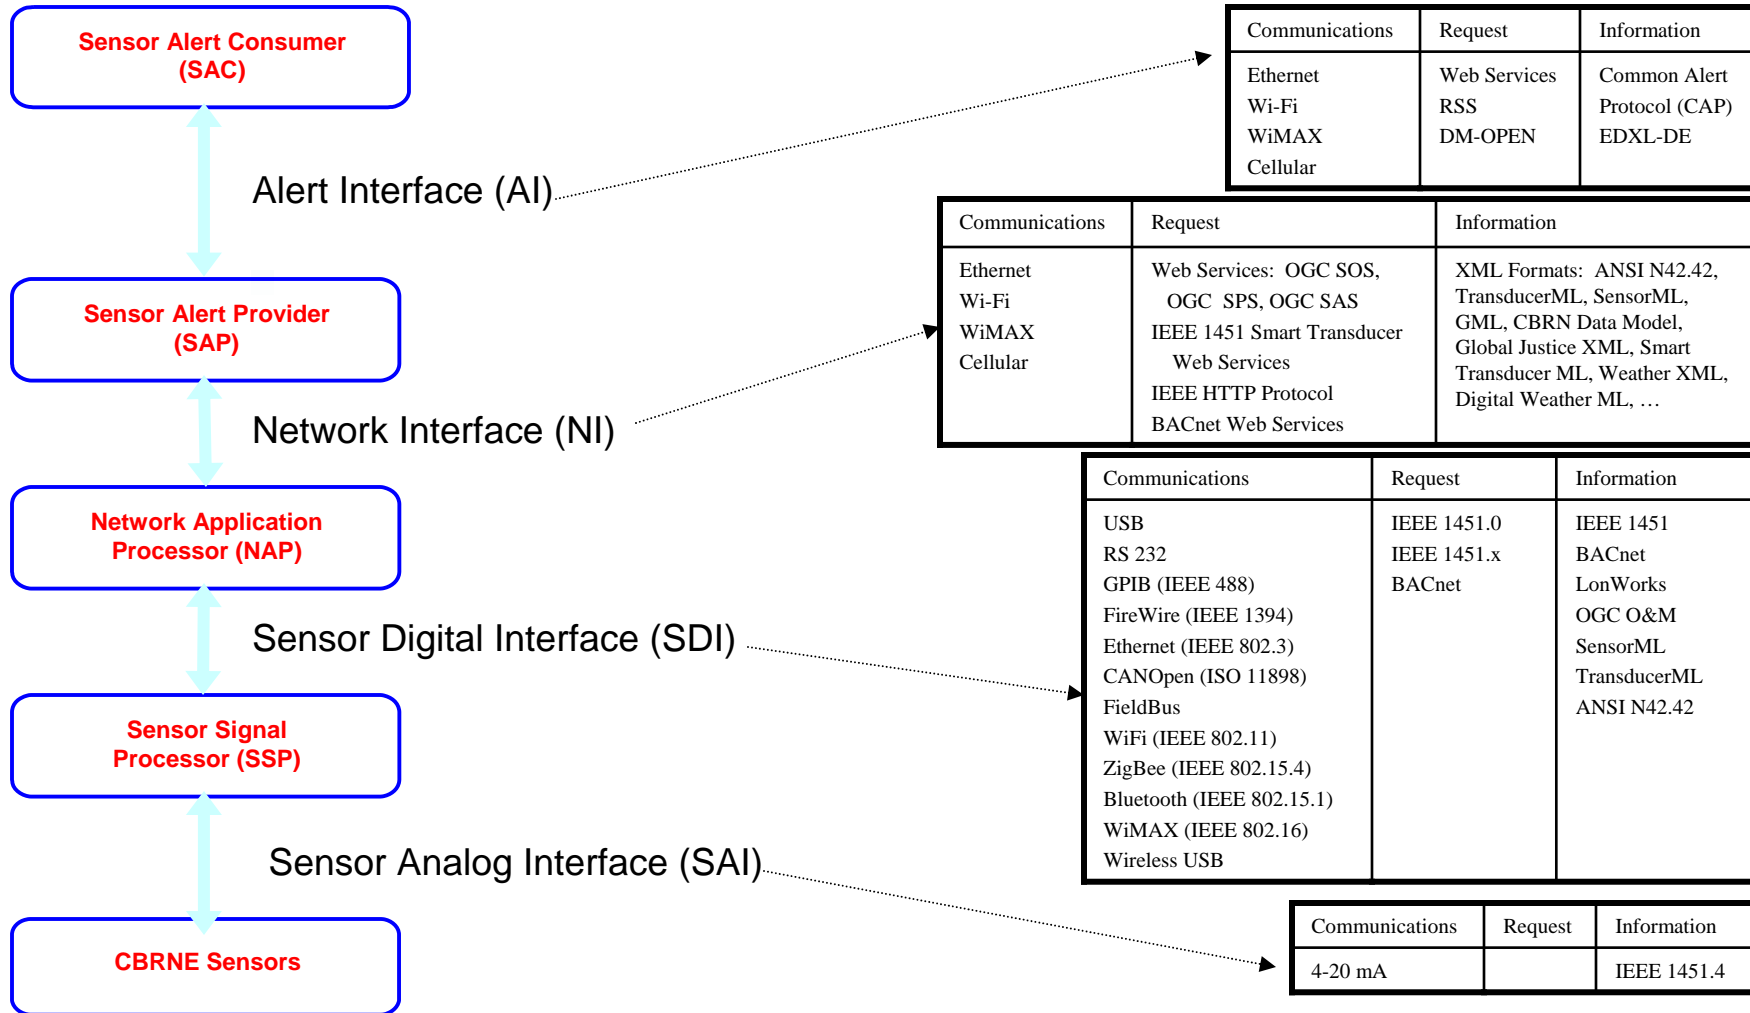 Sensor Alert Consumer
(SAC)
Alert Interface (AI)
Sensor Alert Provider
(SAP)
Network Interface (NI)
Network Application
Processor (NAP)
Sensor Digital Interface (SDI)
Sensor Signal
Processor (SSP)
Sensor Analog Interface (SAI)
CBRNE Sensors
Communications
Request
Information
Ethernet
Wi-Fi
WiMAX
Cellular
Web Services
RSS
DM-OPEN
Common Alert
Protocol (CAP)
EDXL-DE
Communications
Request
Information
Ethernet
Wi-Fi
WiMAX
Cellular
Web Services: OGC SOS,
OGC SPS, OGC SAS
IEEE 1451 Smart Transducer
Web Services
IEEE HTTP Protocol
BACnet Web Services
XML Formats: ANSI N42.42,
TransducerML, SensorML,
GML, CBRN Data Model,
Global Justice XML, Smart
Transducer ML, Weather XML,
Digital Weather ML, …
Communications
Request
Information
USB
RS 232
GPIB (IEEE 488)
FireWire (IEEE 1394)
Ethernet (IEEE 802.3)
CANOpen (ISO 11898)
FieldBus
WiFi (IEEE 802.11)
ZigBee (IEEE 802.15.4)
Bluetooth (IEEE 802.15.1)
WiMAX (IEEE 802.16)
Wireless USB
IEEE 1451.0
IEEE 1451.x
BACnet
IEEE 1451
BACnet
LonWorks
OGC O&M
SensorML
TransducerML
ANSI N42.42
Communications
Request
Information
4-20 mA
IEEE 1451.4